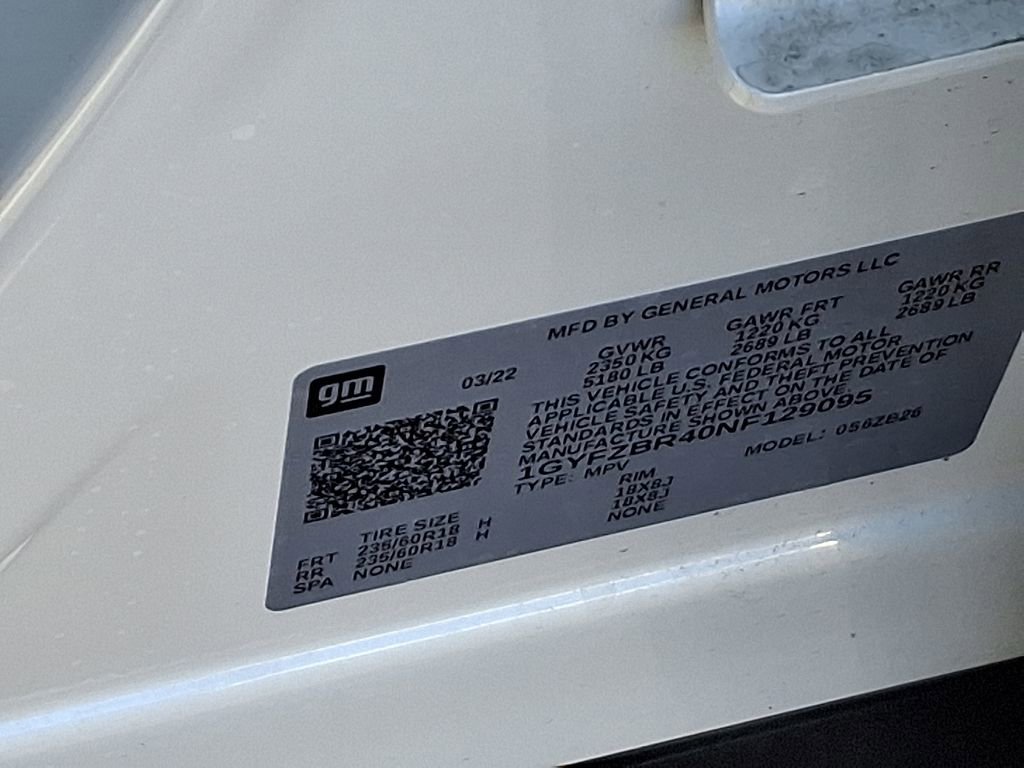 gm
03/22
MFD BY GENERAL MOTORS LLC
GVWR GAWR FRT GAWR RR
2350 KG 1220 KG 1220 KG
5180 LB 2689 LB 2689 LB
THIS VEHICLE CONFORMS TO ALL
APPLICABLE U.S. FEDERAL MOTOR
VEHICLE SAFETY AND THEFT PREVENTION
STANDARDS IN EFFECT ON THE DATE OF
MANUFACTURE SHOWN ABOVE.
1GYFZBR40NF129095
TYPE: MPV MODEL: 056ZB26
TIRE SIZE RIM
FRT 235/60R18 H 18X8J
RR 235/60R18 H 18X8J
SPA NONE NONE